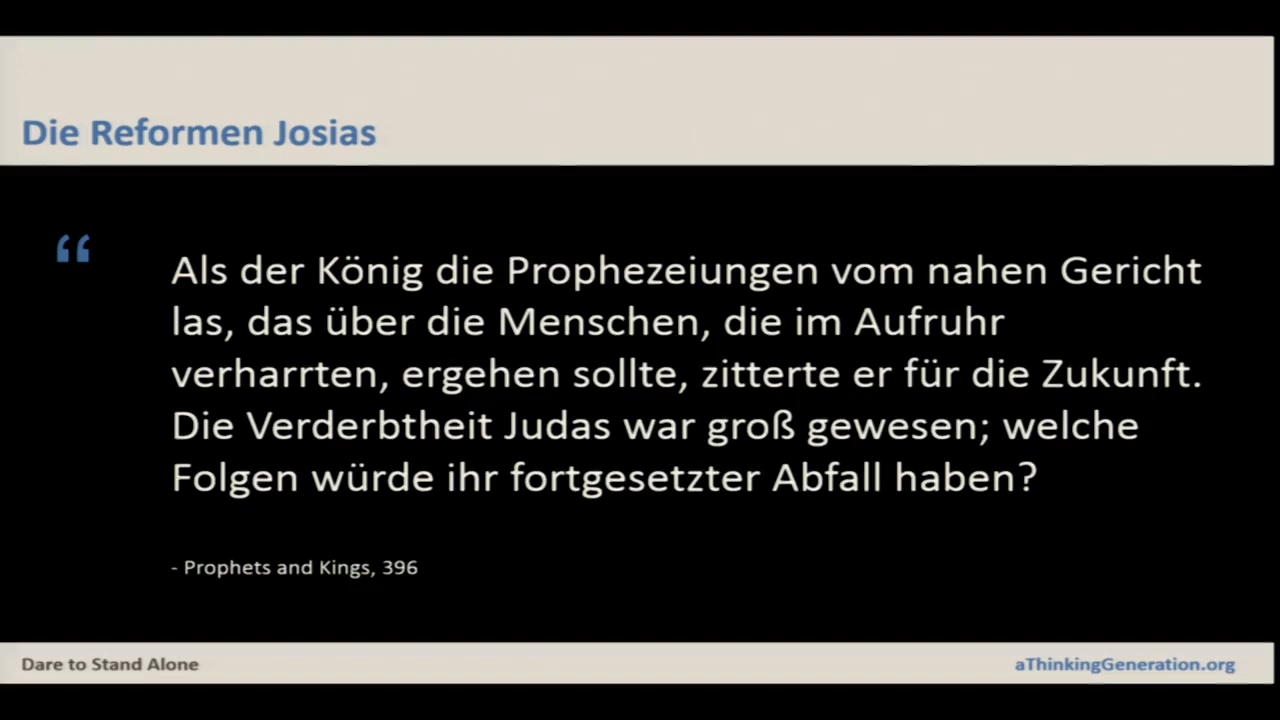 Die Reformen Josias
“
Als der König die Prophezeiungen vom nahen Gericht
las, das über die Menschen, die im Aufruhr
verharrten, ergehen sollte, zitterte er für die Zukunft.
Die Verderbtheit Judas war groß gewesen; welche
Folgen würde ihr fortgesetzter Abfall haben?
- Prophets and Kings, 396
Dare to Stand Alone
aThinkingGeneration.org